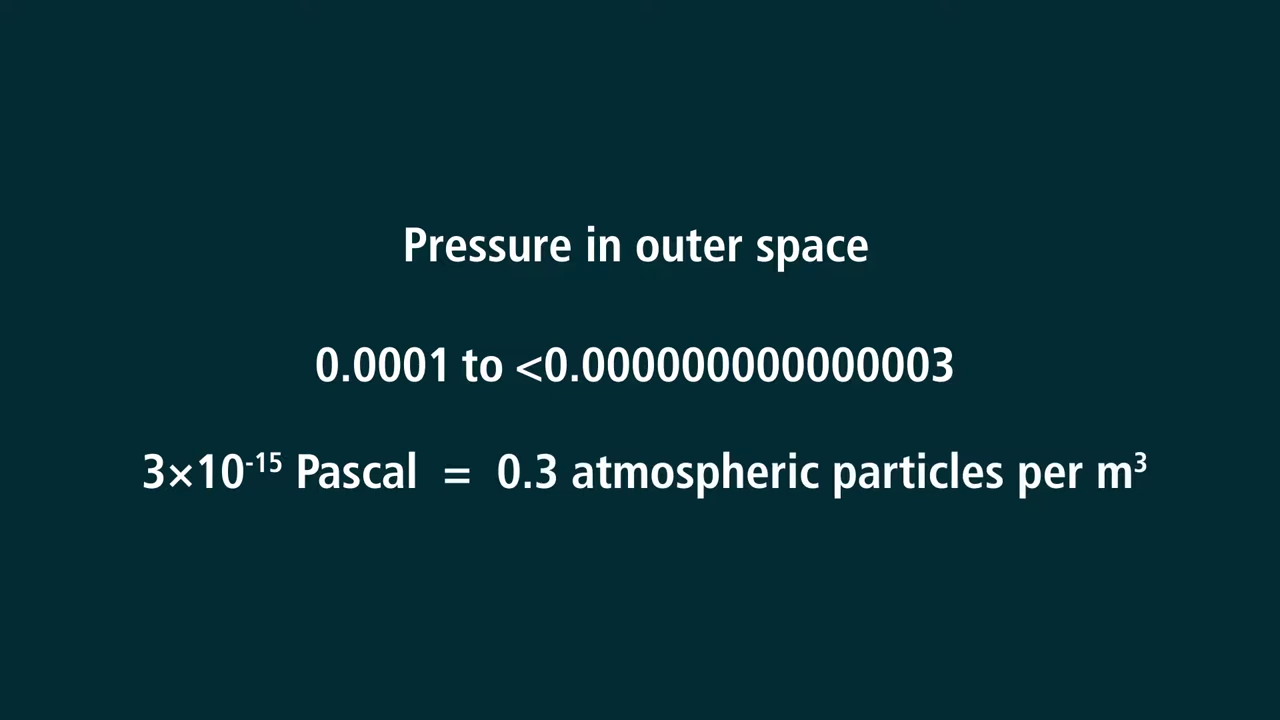 Pressure in outer space
0.0001 to <0.000000000000003
3×10⁻¹⁵ Pascal = 0.3 atmospheric particles per m³